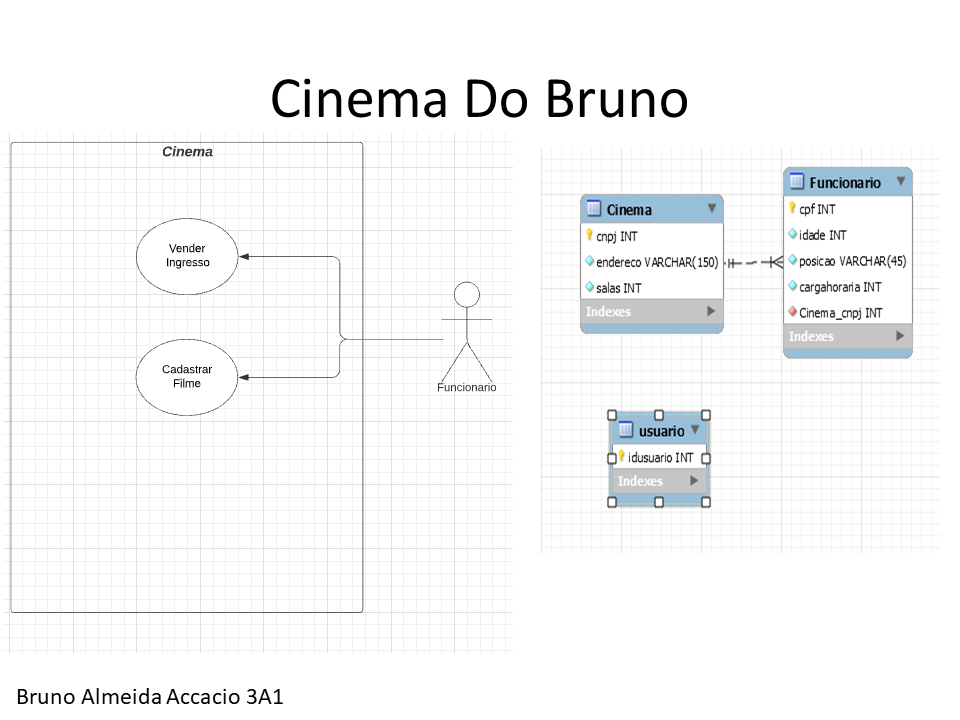 Cinema Do Bruno
Cinema
Vender
Ingresso
Cadastrar
Filme
Funcionario
Cinema
cnpj INT
endereco VARCHAR(150)
salas INT
Indexes
Funcionario
cpf INT
idade INT
posicao VARCHAR(45)
cargahoraria INT
Cinema_cnpj INT
Indexes
usuario
idusuario INT
Indexes
Bruno Almeida Accacio 3A1